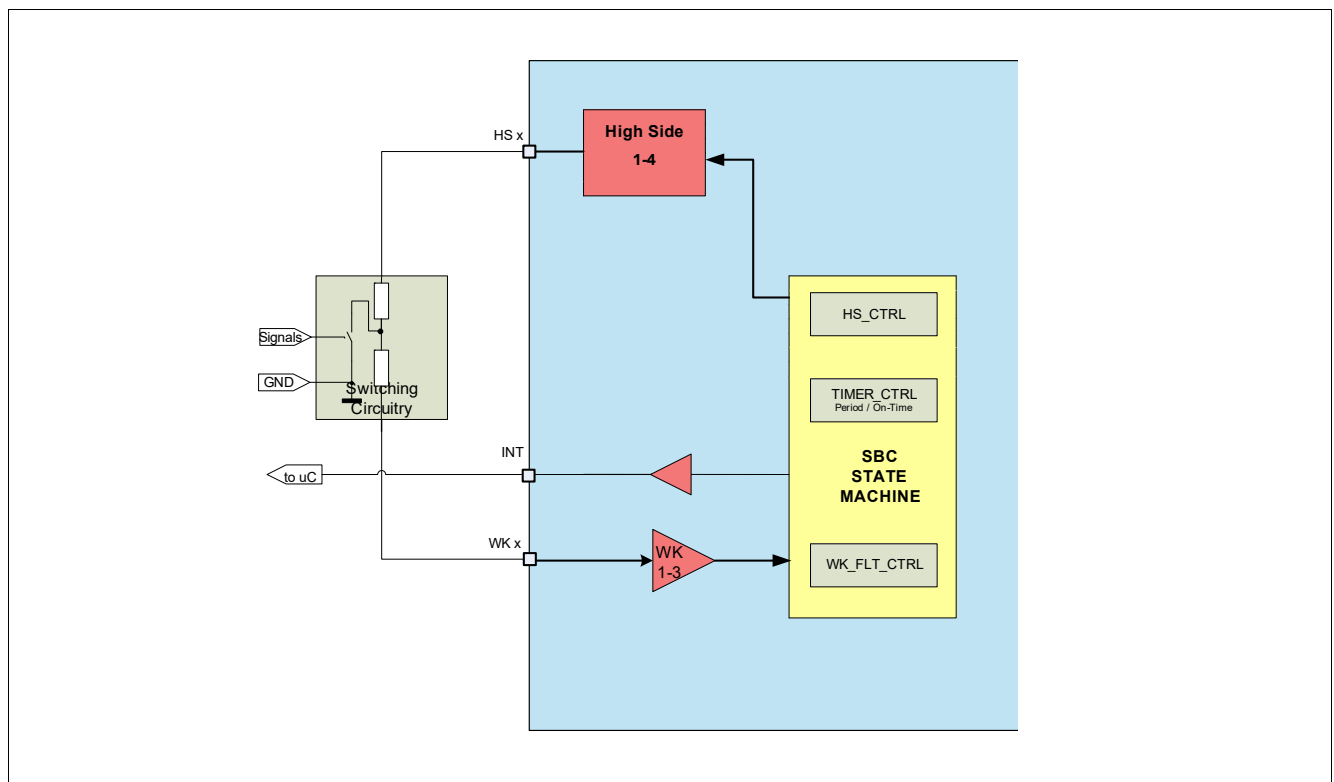 High Side
1-4
HS x
HS_CTRL
Signals
TIMER_CTRL
Period / On-Time
GND
Switching
Circuitry
INT
SBC
STATE
MACHINE
to uC
WK x
WK
1-3
WK_FLT_CTRL